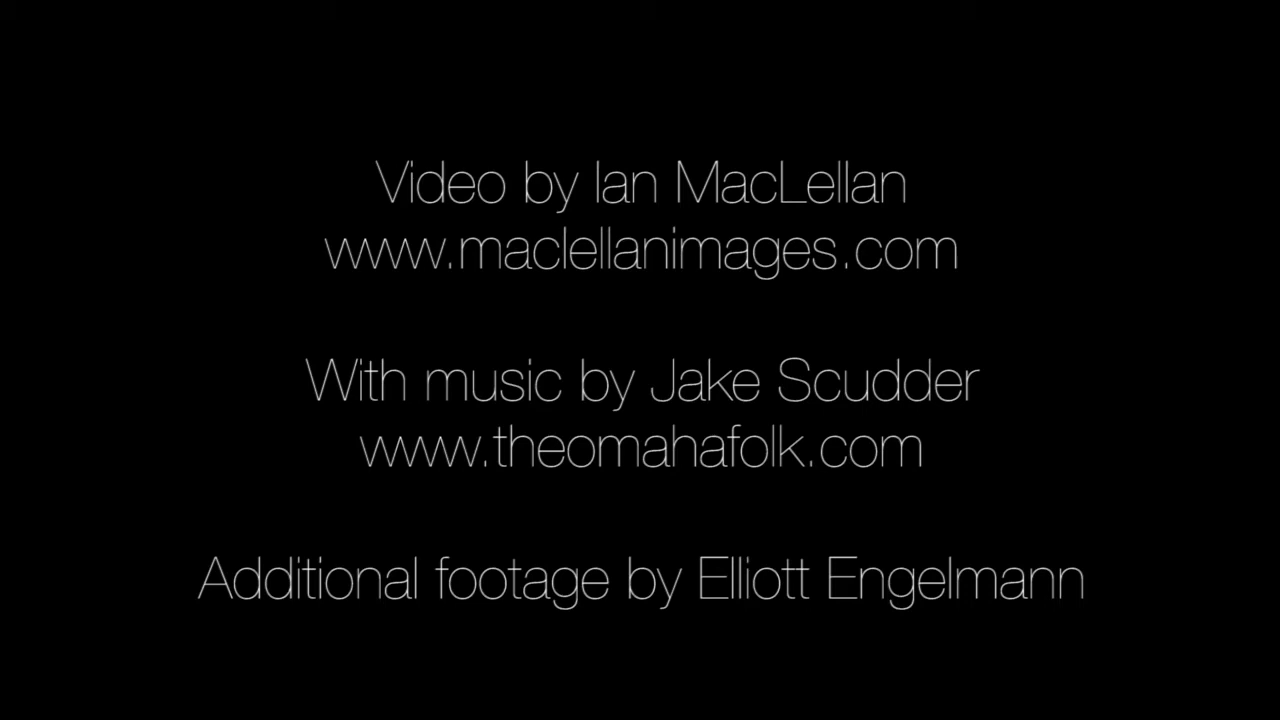 Video by Ian MacLellan
www.maclellanimages.com
With music by Jake Scudder
www.theomahafolk.com
Additional footage by Elliott Engelmann